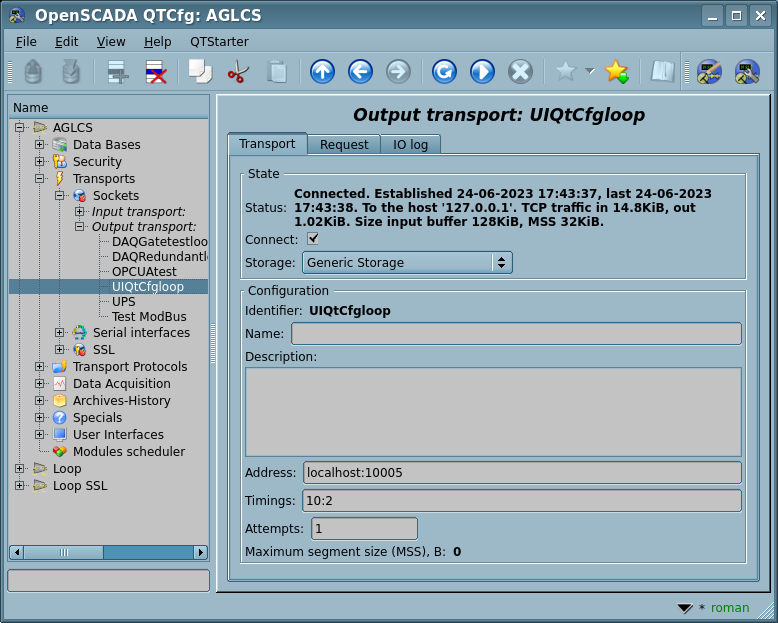 OpenSCADA QTCfg: AGLCS
File Edit View Help QTStarter
Name
AGLCS
Data Bases
Security
Transports
Sockets
Input transport:
Output transport:
DAQGatetestloo
DAQRedundantl
OPCUAtest
UIQtCfgloop
UPS
Test ModBus
Serial interfaces
SSL
Transport Protocols
Data Acquisition
Archives-History
Specials
User Interfaces
Modules scheduler
Loop
Loop SSL
Output transport: UIQtCfgloop
Transport Request IO log
State
Status: Connected. Established 24-06-2023 17:43:37, last 24-06-2023
17:43:38. To the host '127.0.0.1'. TCP traffic in 14.8KiB, out
1.02KiB. Size input buffer 128KiB, MSS 32KiB.
Connect:
Storage: Generic Storage
Configuration
Identifier: UIQtCfgloop
Name:
Description:
Address: localhost:10005
Timings: 10:2
Attempts: 1
Maximum segment size (MSS), B: 0
* roman